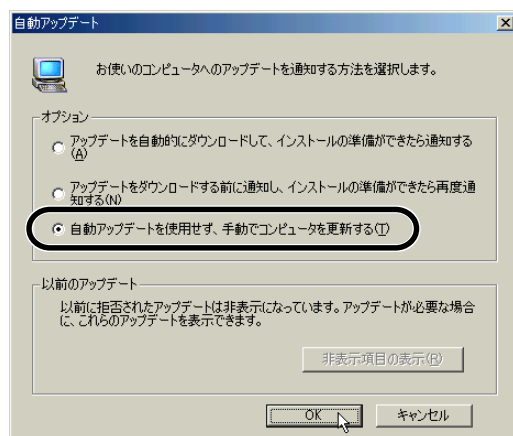 自動アップデート
お使いのコンピュータへのアップデートを通知する方法を選択します。
オプション
アップデートを自動的にダウンロードして、インストールの準備ができたら通知する
(A)
アップデートをダウンロードする前に通知し、インストールの準備ができたら再度通
知する(N)
自動アップデートを使用せず、手動でコンピュータを更新する(T)
以前のアップデート
以前に拒否されたアップデートは非表示になっています。アップデートが必要な場合
に、これらのアップデートを表示できます。
非表示項目の表示(R)
OK
キャンセル